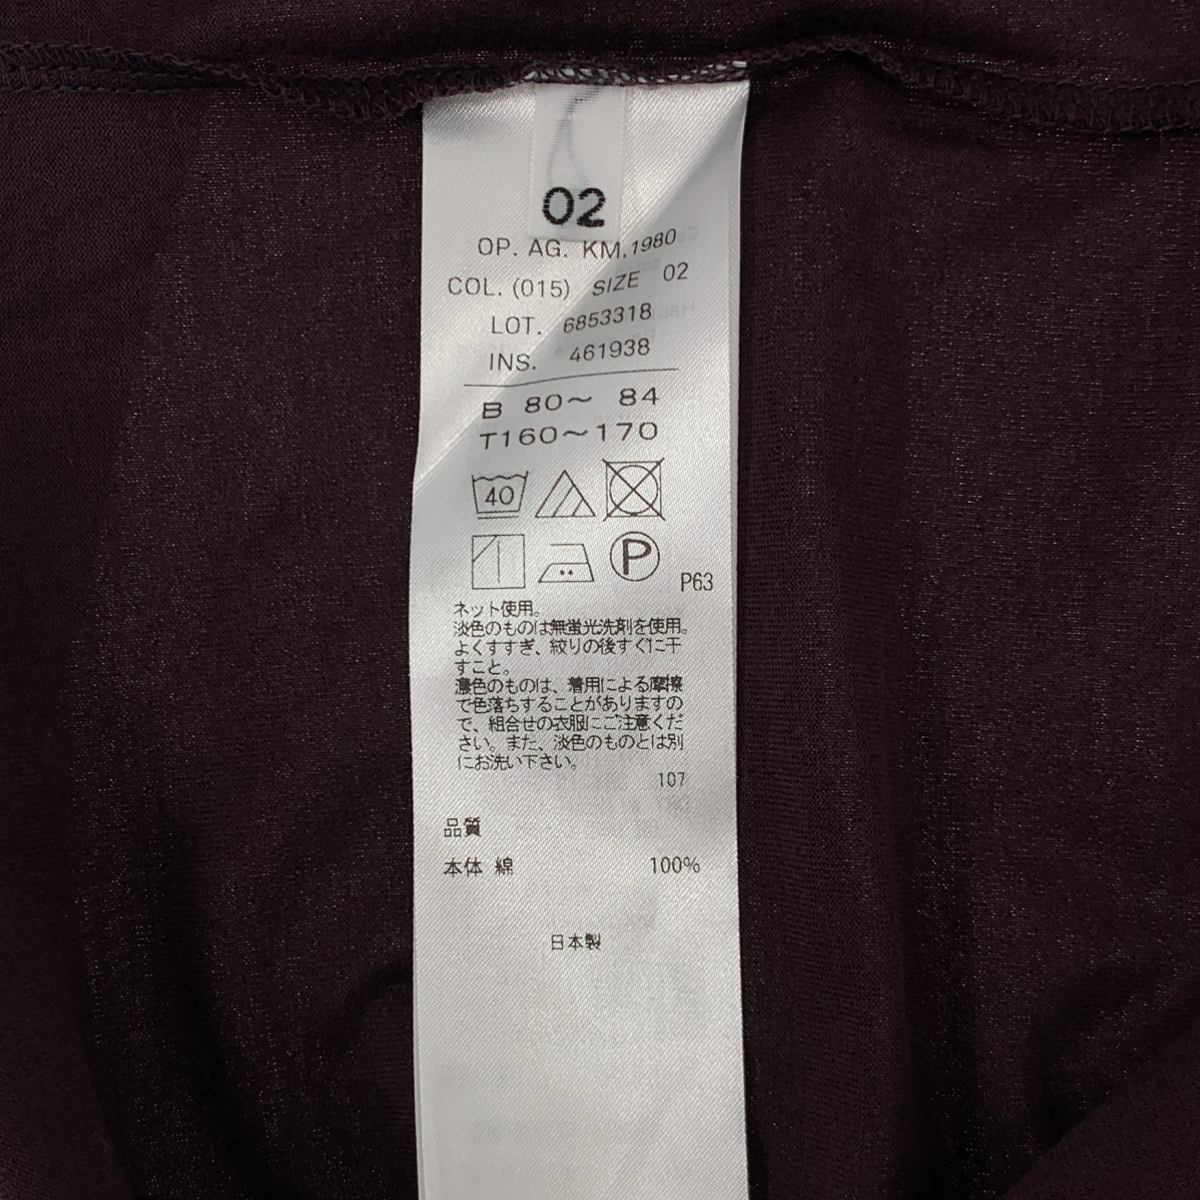 02
OP. AG. KM.1980
COL. (015) SIZE 02
LOT. 6853318
INS. 461938
B 80〜 84
T160〜170
40
P
P63
ネット使用。
淡色のものは無蛍光洗剤を使用。
よくすすぎ、絞りの後すぐに干
すこと。
濃色のものは、着用による摩擦
で色落ちすることがありますの
で、組合せの衣服にご注意くだ
さい。また、淡色のものとは別
にお洗い下さい。
107
品質
本体 綿 100%
日本製